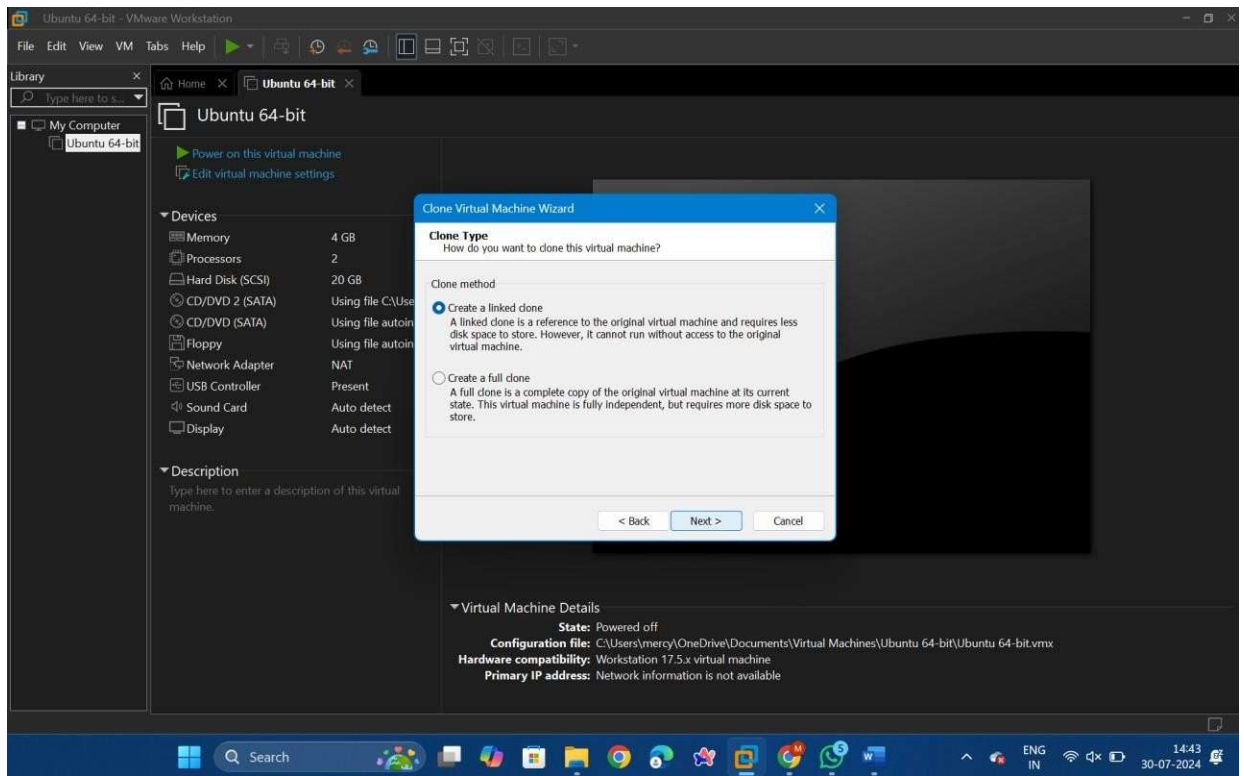 Ubuntu 64-bit - VMware Workstation
File Edit View VM Tabs Help
Library
Type here to s...
My Computer
Ubuntu 64-bit
Home
Ubuntu 64-bit
Ubuntu 64-bit
Power on this virtual machine
Edit virtual machine settings
Devices
Memory 4 GB
Processors 2
Hard Disk (SCSI) 20 GB
CD/DVD 2 (SATA) Using file C:\Use
CD/DVD (SATA) Using file autoin
Floppy Using file autoin
Network Adapter NAT
USB Controller Present
Sound Card Auto detect
Display Auto detect
Description
Type here to enter a description of this virtual
machine.
Clone Virtual Machine Wizard
Clone Type
How do you want to clone this virtual machine?
Clone method
Create a linked clone
A linked clone is a reference to the original virtual machine and requires less
disk space to store. However, it cannot run without access to the original
virtual machine.
Create a full clone
A full clone is a complete copy of the original virtual machine at its current
state. This virtual machine is fully independent, but requires more disk space to
store.
< Back Next > Cancel
Virtual Machine Details
State: Powered off
Configuration file: C:\Users\mercy\OneDrive\Documents\Virtual Machines\Ubuntu 64-bit\Ubuntu 64-bit.vmx
Hardware compatibility: Workstation 17.5.x virtual machine
Primary IP address: Network information is not available
Search
ENG
IN
14:43
30-07-2024